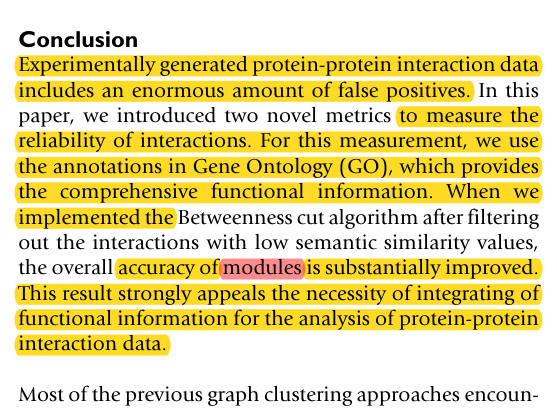 Conclusion
Experimentally generated protein-protein interaction data
includes an enormous amount of false positives. In this
paper, we introduced two novel metrics to measure the
reliability of interactions. For this measurement, we use
the annotations in Gene Ontology (GO), which provides
the comprehensive functional information. When we
implemented the Betweenness cut algorithm after filtering
out the interactions with low semantic similarity values,
the overall accuracy of modules is substantially improved.
This result strongly appeals the necessity of integrating of
functional information for the analysis of protein-protein
interaction data.
Most of the previous graph clustering approaches encoun-